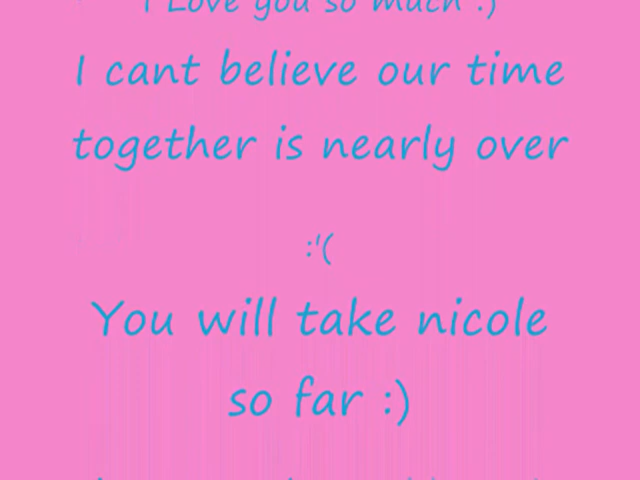 I Love you so much :)
I cant believe our time
together is nearly over
:'(
You will take nicole
so far :)